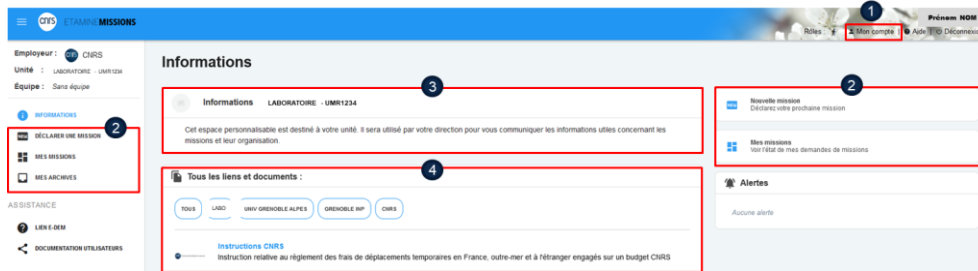 cnrs ETAMINE MISSIONS
1
Prénom NOM
Rôles : Mon compte | Aide | Déconnexion
Employeur : cnrs CNRS
Unité : LABORATOIRE - UMR1234
Équipe : Sans équipe
INFORMATIONS
2
NEW DÉCLARER UNE MISSION
MES MISSIONS
MES ARCHIVES
ASSISTANCE
LIEN E-DEM
DOCUMENTATION UTILISATEURS
Informations
3
Informations LABORATOIRE - UMR1234
Cet espace personnalisable est destiné à votre unité. Il sera utilisé par votre direction pour vous communiquer les informations utiles concernant les
missions et leur organisation.
4
Tous les liens et documents :
TOUS LABO UNIV GRENOBLE ALPES GRENOBLE INP CNRS
Instructions CNRS
Instruction relative au règlement des frais de déplacements temporaires en France, outre-mer et à l'étranger engagés sur un budget CNRS
2
NEW Nouvelle mission
Déclarez votre prochaine mission
Mes missions
Voir l'état de mes demandes de missions
Alertes
Aucune alerte